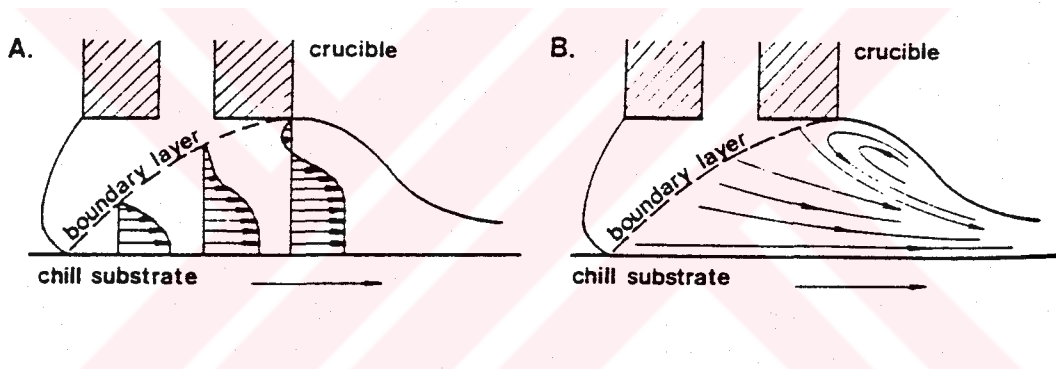 A.
crucible
boundary layer
chill substrate
B.
crucible
boundary layer
chill substrate